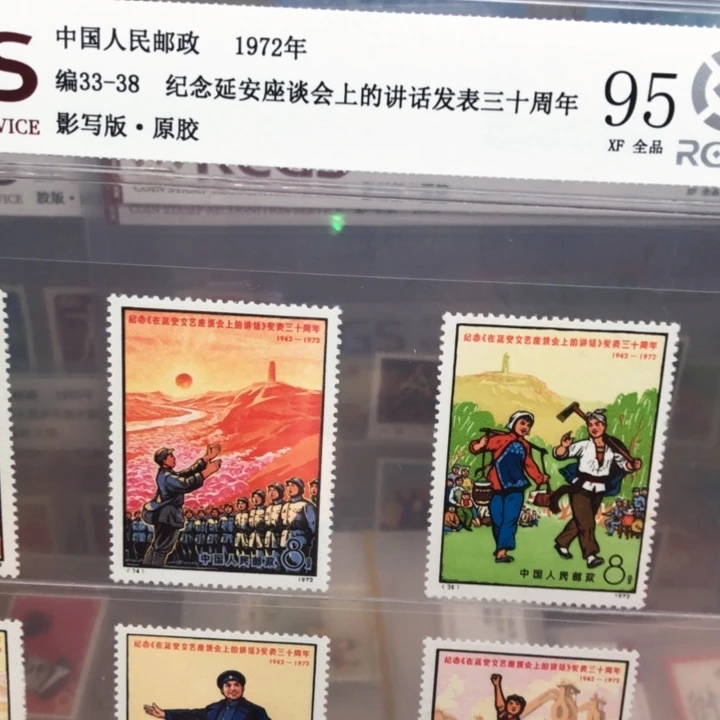 S
中国人民邮政 1972年
编33-38 纪念延安座谈会上的讲话发表三十周年
影写版·原胶
VICE
95
XF 全品
纪念《在延安文艺座谈会上的讲话》发表三十周年
1942—1972
中国人民邮政 8分
(34) 1972
纪念《在延安文艺座谈会上的讲话》发表三十周年
1942—1972
中国人民邮政 8分
1972
纪念《在延安文艺座谈会上的讲话》发表三十周年
1942—1972
纪念《在延安文艺座谈会上的讲话》发表三十周年
1942—1972